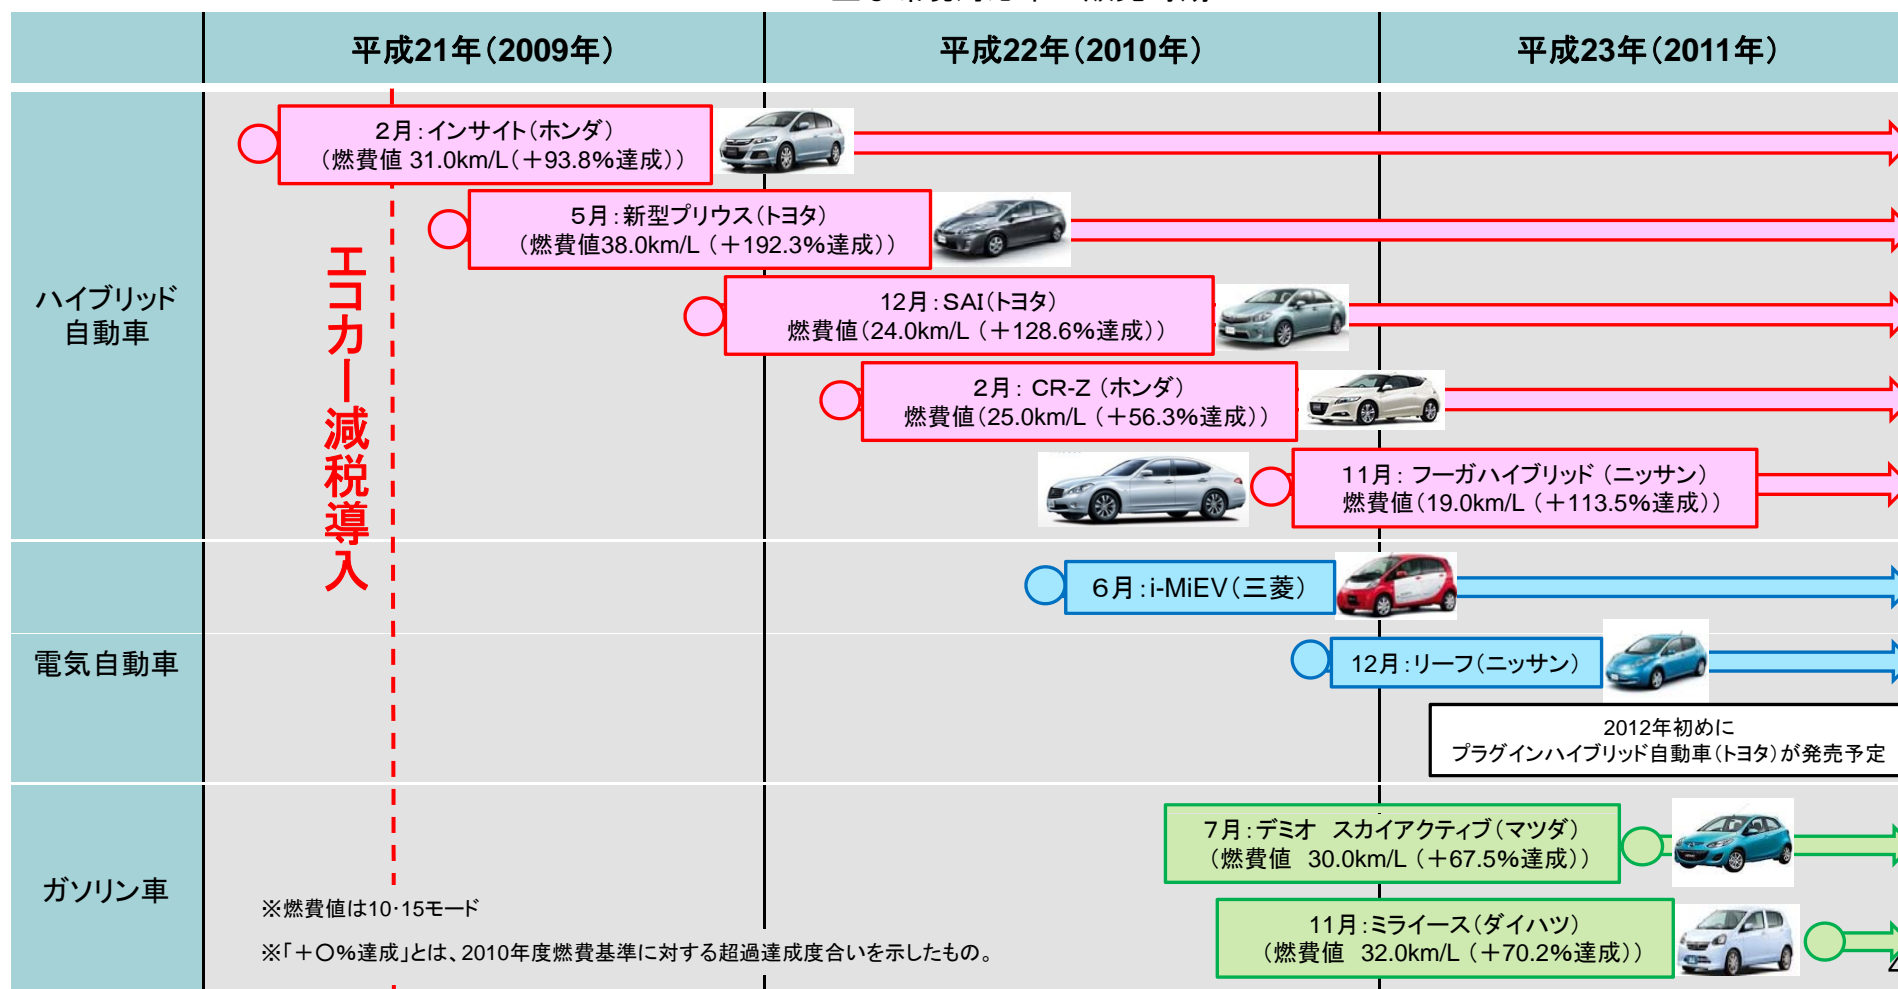 平成21年(2009年)
平成22年(2010年)
平成23年(2011年)
2月:インサイト(ホンダ)
(燃費値 31.0km/L(+93.8%達成))
5月:新型プリウス(トヨタ)
(燃費値38.0km/L (+192.3%達成))
ハイブリッド
自動車
エコカー減税導入
12月:SAI(トヨタ)
燃費値(24.0km/L (+128.6%達成))
2月: CR-Z (ホンダ)
燃費値(25.0km/L (+56.3%達成))
11月: フーガハイブリッド (ニッサン)
燃費値(19.0km/L (+113.5%達成))
電気自動車
6月:i-MiEV(三菱)
12月:リーフ(ニッサン)
2012年初めに
プラグインハイブリッド自動車(トヨタ)が発売予定
ガソリン車
7月:デミオ スカイアクティブ(マツダ)
(燃費値 30.0km/L (+67.5%達成))
11月:ミライース(ダイハツ)
(燃費値 32.0km/L (+70.2%達成))
※燃費値は10・15モード
※「+○%達成」とは、2010年度燃費基準に対する超過達成度合いを示したもの。